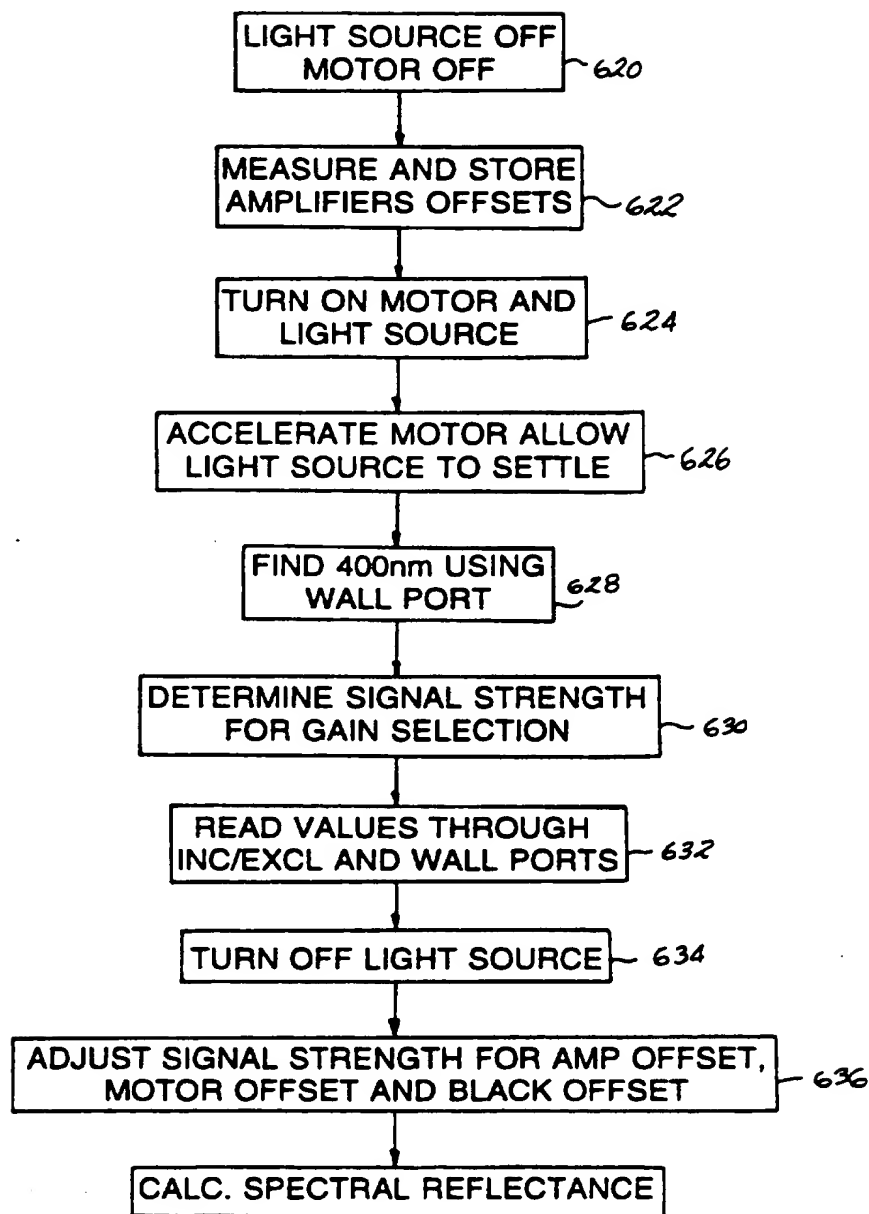 LIGHT SOURCE OFF
MOTOR OFF
620
MEASURE AND STORE
AMPLIFIERS OFFSETS
622
TURN ON MOTOR AND
LIGHT SOURCE
624
ACCELERATE MOTOR ALLOW
LIGHT SOURCE TO SETTLE
626
FIND 400nm USING
WALL PORT
628
DETERMINE SIGNAL STRENGTH
FOR GAIN SELECTION
630
READ VALUES THROUGH
INC/EXCL AND WALL PORTS
632
TURN OFF LIGHT SOURCE
634
ADJUST SIGNAL STRENGTH FOR AMP OFFSET,
MOTOR OFFSET AND BLACK OFFSET
636
CALC. SPECTRAL REFLECTANCE